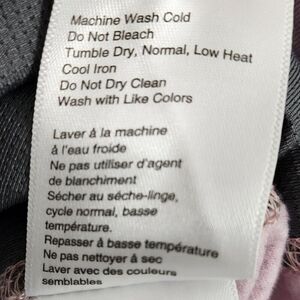 Machine Wash Cold
Do Not Bleach
Tumble Dry, Normal, Low Heat
Cool Iron
Do Not Dry Clean
Wash with Like Colors
Laver à la machine
à l'eau froide
Ne pas utiliser d'agent
de blanchiment
Sécher au sèche-linge,
cycle normal, basse
température.
Repasser à basse température
Ne pas nettoyer à sec
Laver avec des couleurs
semblables